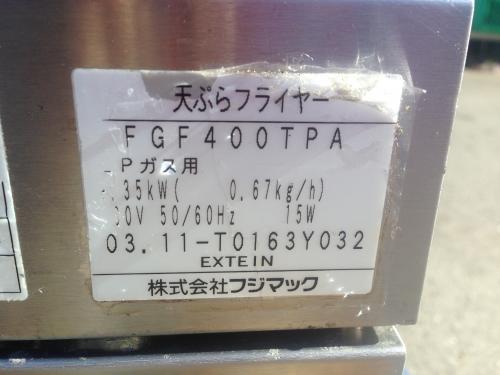 天ぷらフライヤー
FGF400TPA
Pガス用
.35kW( 0.67kg/h)
00V 50/60Hz 15W
03.11-T0163Y032
EXTEIN
株式会社フジマック